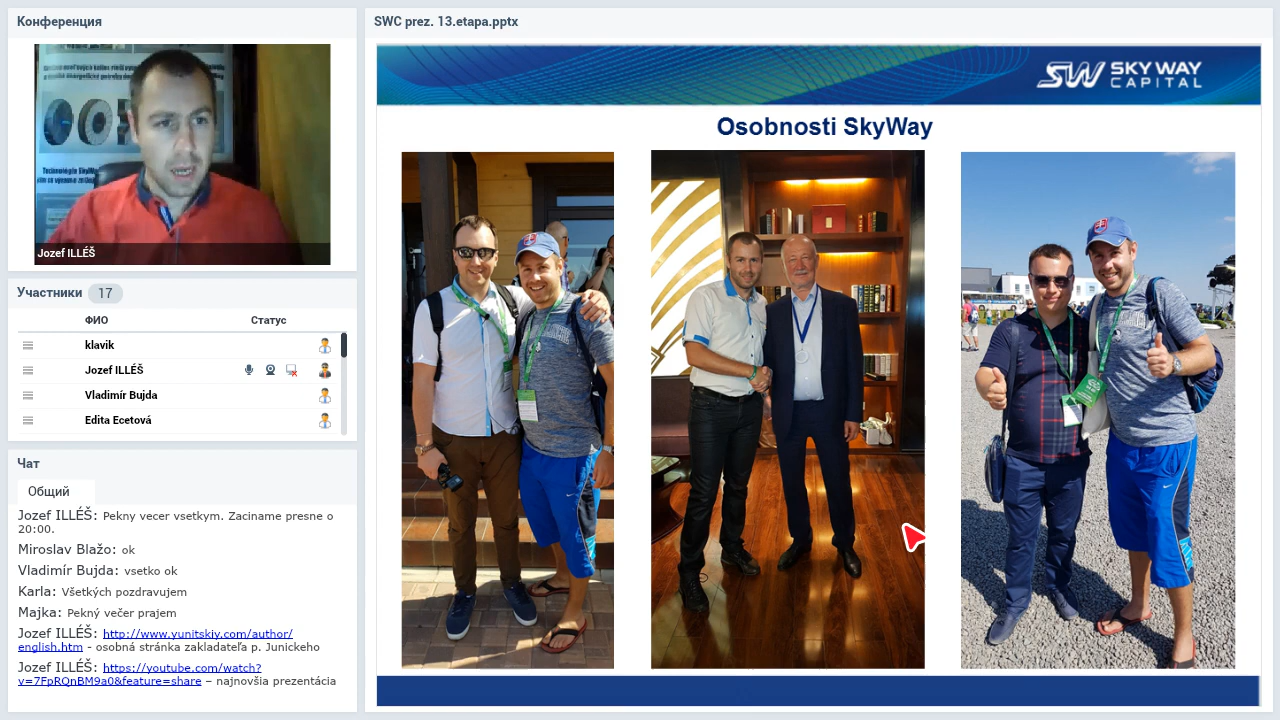 Конференция
Jozef ILLÉŠ
Участники 17
ФИО Статус
klavik
Jozef ILLÉŠ
Vladimír Bujda
Edita Ecetová
Чат
Общий
Jozef ILLÉŠ: Pekny vecer vsetkym. Zaciname presne o
20:00.
Miroslav Blažo: ok
Vladimír Bujda: vsetko ok
Karla: Všetkých pozdravujem
Majka: Pekný večer prajem
Jozef ILLÉŠ: http://www.yunitskiy.com/author/
english.htm - osobná stránka zakladateľa p. Junickeho
Jozef ILLÉŠ: https://youtube.com/watch?
v=7FpRQnBM9a0&feature=share – najnovšia prezentácia
SWC prez. 13.etapa.pptx
SW SKY WAY
CAPITAL
Osobnosti SkyWay